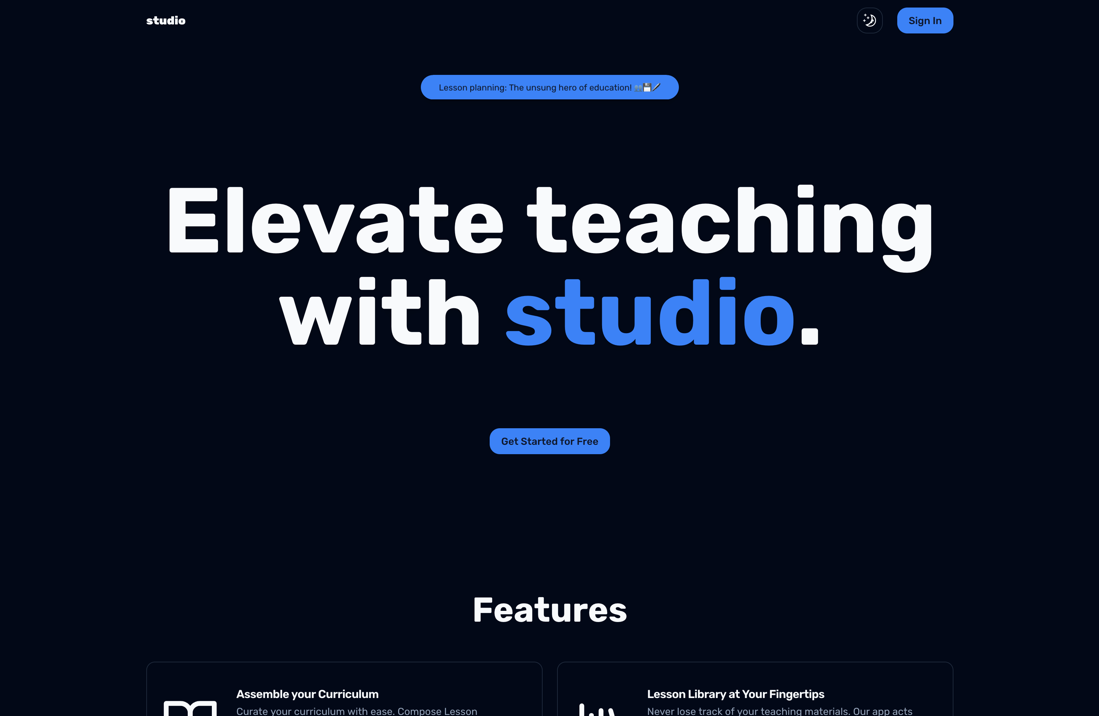 studio
Sign In
Lesson planning: The unsung hero of education!
Elevate teaching
with studio.
Get Started for Free
Features
Assemble your Curriculum
Curate your curriculum with ease. Compose Lesson
Lesson Library at Your Fingertips
Never lose track of your teaching materials. Our app acts